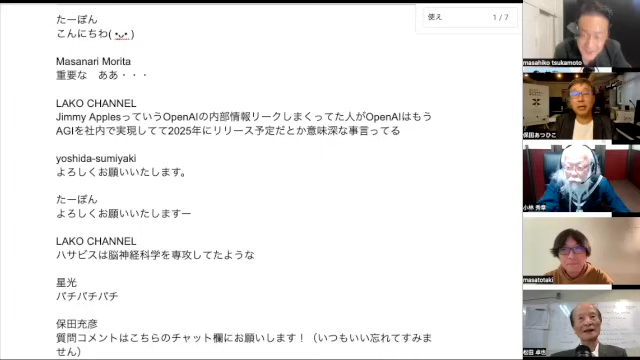 たーぽん
こんにちわ( •ᴗ• )
Masanari Morita
重要な　ああ・・・
LAKO CHANNEL
Jimmy ApplesっていうOpenAIの内部情報リークしまくってた人がOpenAIはもう
AGIを社内で実現してて2025年にリリース予定だとか意味深な事言ってる
yoshida-sumiyaki
よろしくお願いいたします。
たーぽん
よろしくお願いいたしますー
LAKO CHANNEL
ハサビスは脳神経科学を専攻してたような
星光
パチパチパチ
保田充彦
質問コメントはこちらのチャット欄にお願いします！（いつもいい忘れてすみま
せん）
使え
1 / 7
masahiko tsukamoto
保田あつひこ
小林 秀章
masatotaki
松田 卓也